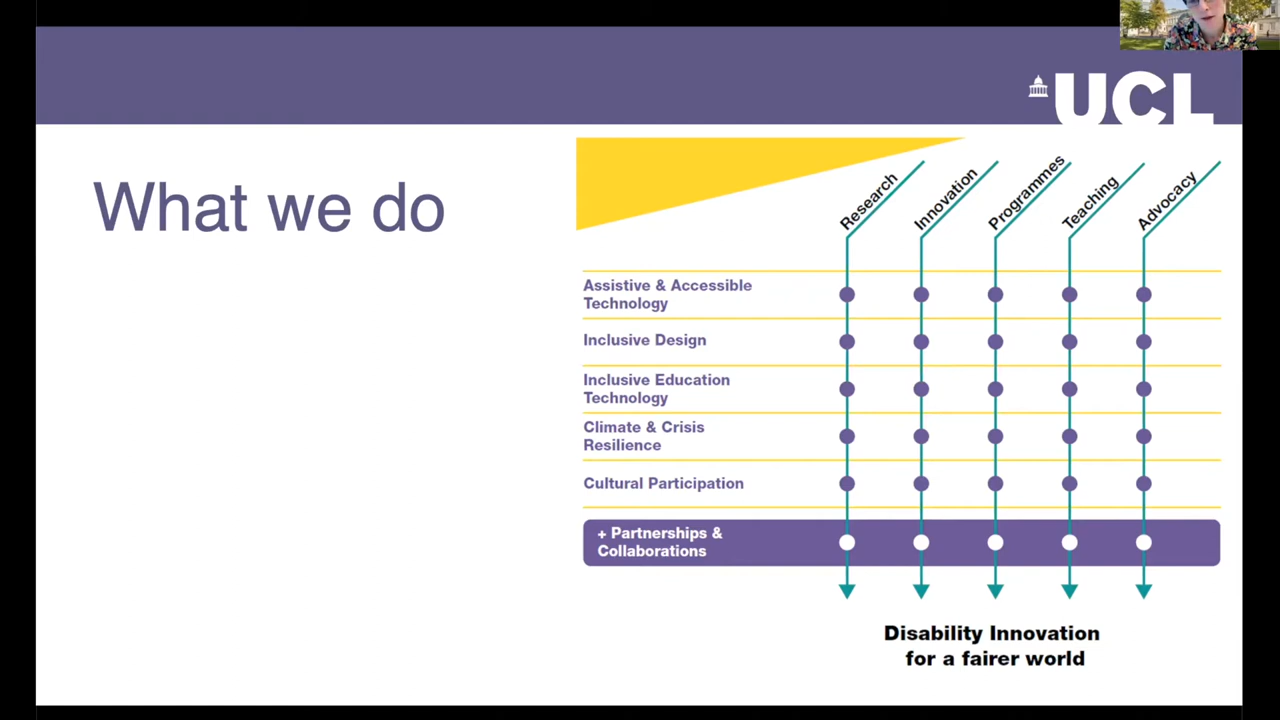 UCL
What we do
Research
Innovation
Programmes
Teaching
Advocacy
Assistive & Accessible
Technology
Inclusive Design
Inclusive Education
Technology
Climate & Crisis
Resilience
Cultural Participation
+ Partnerships &
Collaborations
Disability Innovation
for a fairer world